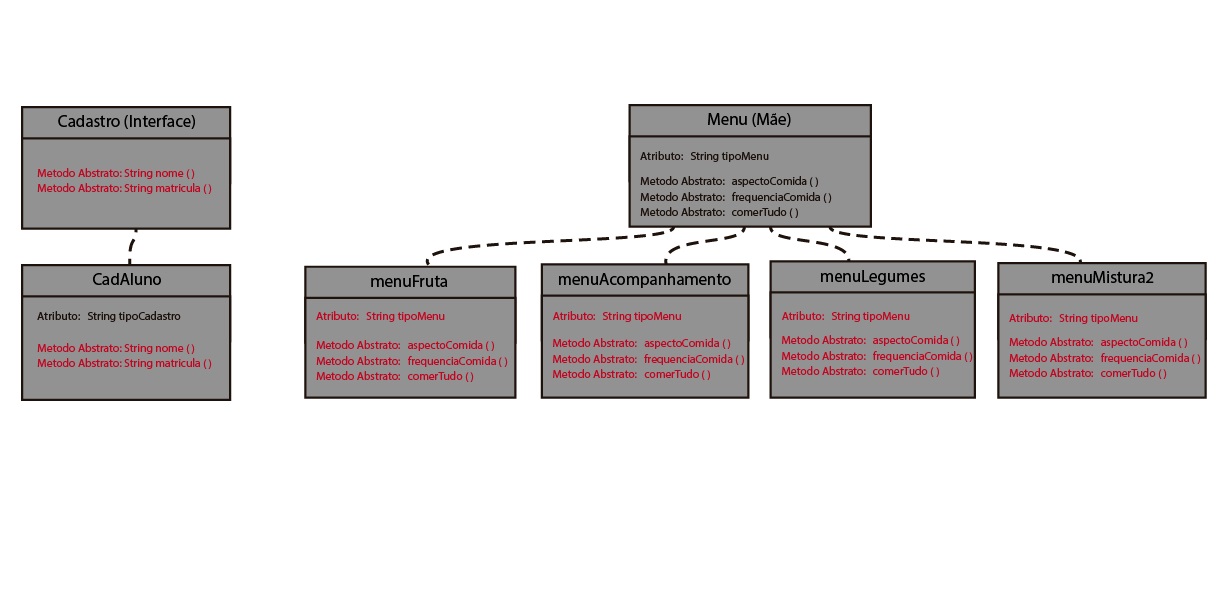 Cadastro (Interface)
Metodo Abstrato: String nome ( )
Metodo Abstrato: String matricula ( )
CadAluno
Atributo: String tipoCadastro
Metodo Abstrato: String nome ( )
Metodo Abstrato: String matricula ( )
Menu (Mãe)
Atributo: String tipoMenu
Metodo Abstrato: aspectoComida ( )
Metodo Abstrato: frequenciaComida ( )
Metodo Abstrato: comerTudo ( )
menuFruta
Atributo: String tipoMenu
Metodo Abstrato: aspectoComida ( )
Metodo Abstrato: frequenciaComida ( )
Metodo Abstrato: comerTudo ( )
menuAcompanhamento
Atributo: String tipoMenu
Metodo Abstrato: aspectoComida ( )
Metodo Abstrato: frequenciaComida ( )
Metodo Abstrato: comerTudo ( )
menuLegumes
Atributo: String tipoMenu
Metodo Abstrato: aspectoComida ( )
Metodo Abstrato: frequenciaComida ( )
Metodo Abstrato: comerTudo ( )
menuMistura2
Atributo: String tipoMenu
Metodo Abstrato: aspectoComida ( )
Metodo Abstrato: frequenciaComida ( )
Metodo Abstrato: comerTudo ( )